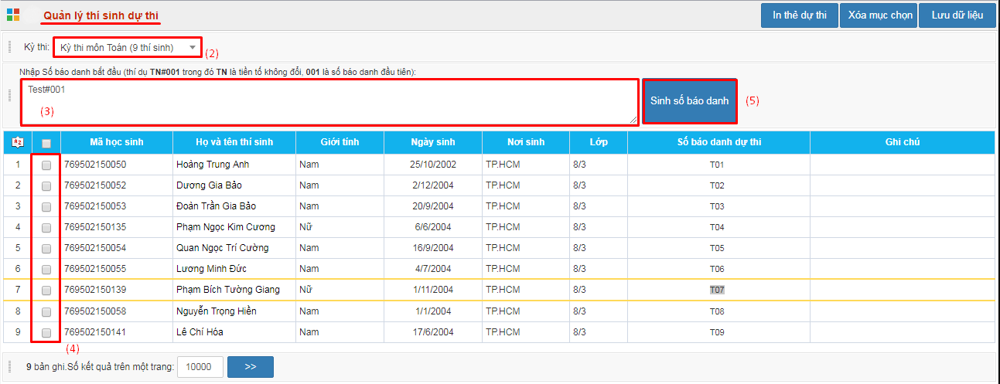 Quản lý thí sinh dự thi
In thẻ dự thi Xóa mục chọn Lưu dữ liệu
Kỳ thi: Kỳ thi môn Toán (9 thí sinh) (2)
Nhập Số báo danh bắt đầu (thí dụ TN#001 trong đó TN là tiền tố không đổi, 001 là số báo danh đầu tiên):
Test#001
(3)
Sinh số báo danh (5)
Mã học sinh Họ và tên thí sinh Giới tính Ngày sinh Nơi sinh Lớp Số báo danh dự thi Ghi chú
1 769502150050 Hoàng Trung Anh Nam 25/10/2002 TP.HCM 8/3 T01
2 769502150052 Dương Gia Bảo Nam 2/12/2004 TP.HCM 8/3 T02
3 769502150053 Đoàn Trần Gia Bảo Nam 20/9/2004 TP.HCM 8/3 T03
4 769502150135 Phạm Ngọc Kim Cương Nữ 6/6/2004 TP.HCM 8/3 T04
5 769502150054 Quan Ngọc Trí Cường Nam 16/9/2004 TP.HCM 8/3 T05
6 769502150055 Lương Minh Đức Nam 4/7/2004 TP.HCM 8/3 T06
7 769502150139 Phạm Bích Tường Giang Nữ 1/11/2004 TP.HCM 8/3 T07
8 769502150058 Nguyễn Trọng Hiền Nam 1/1/2004 TP.HCM 8/3 T08
9 769502150141 Lê Chí Hóa Nam 17/6/2004 TP.HCM 8/3 T09
(4)
9 bản ghi.Số kết quả trên một trang: 10000 >>